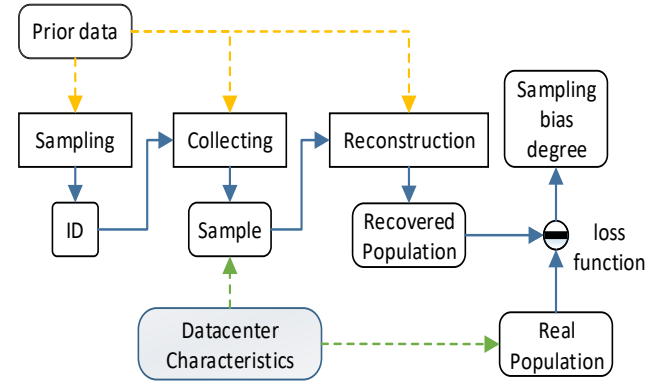 Prior data
Sampling
Collecting
Reconstruction
Sampling
bias
degree
ID
Sample
Recovered
Population
loss
function
Datacenter
Characteristics
Real
Population